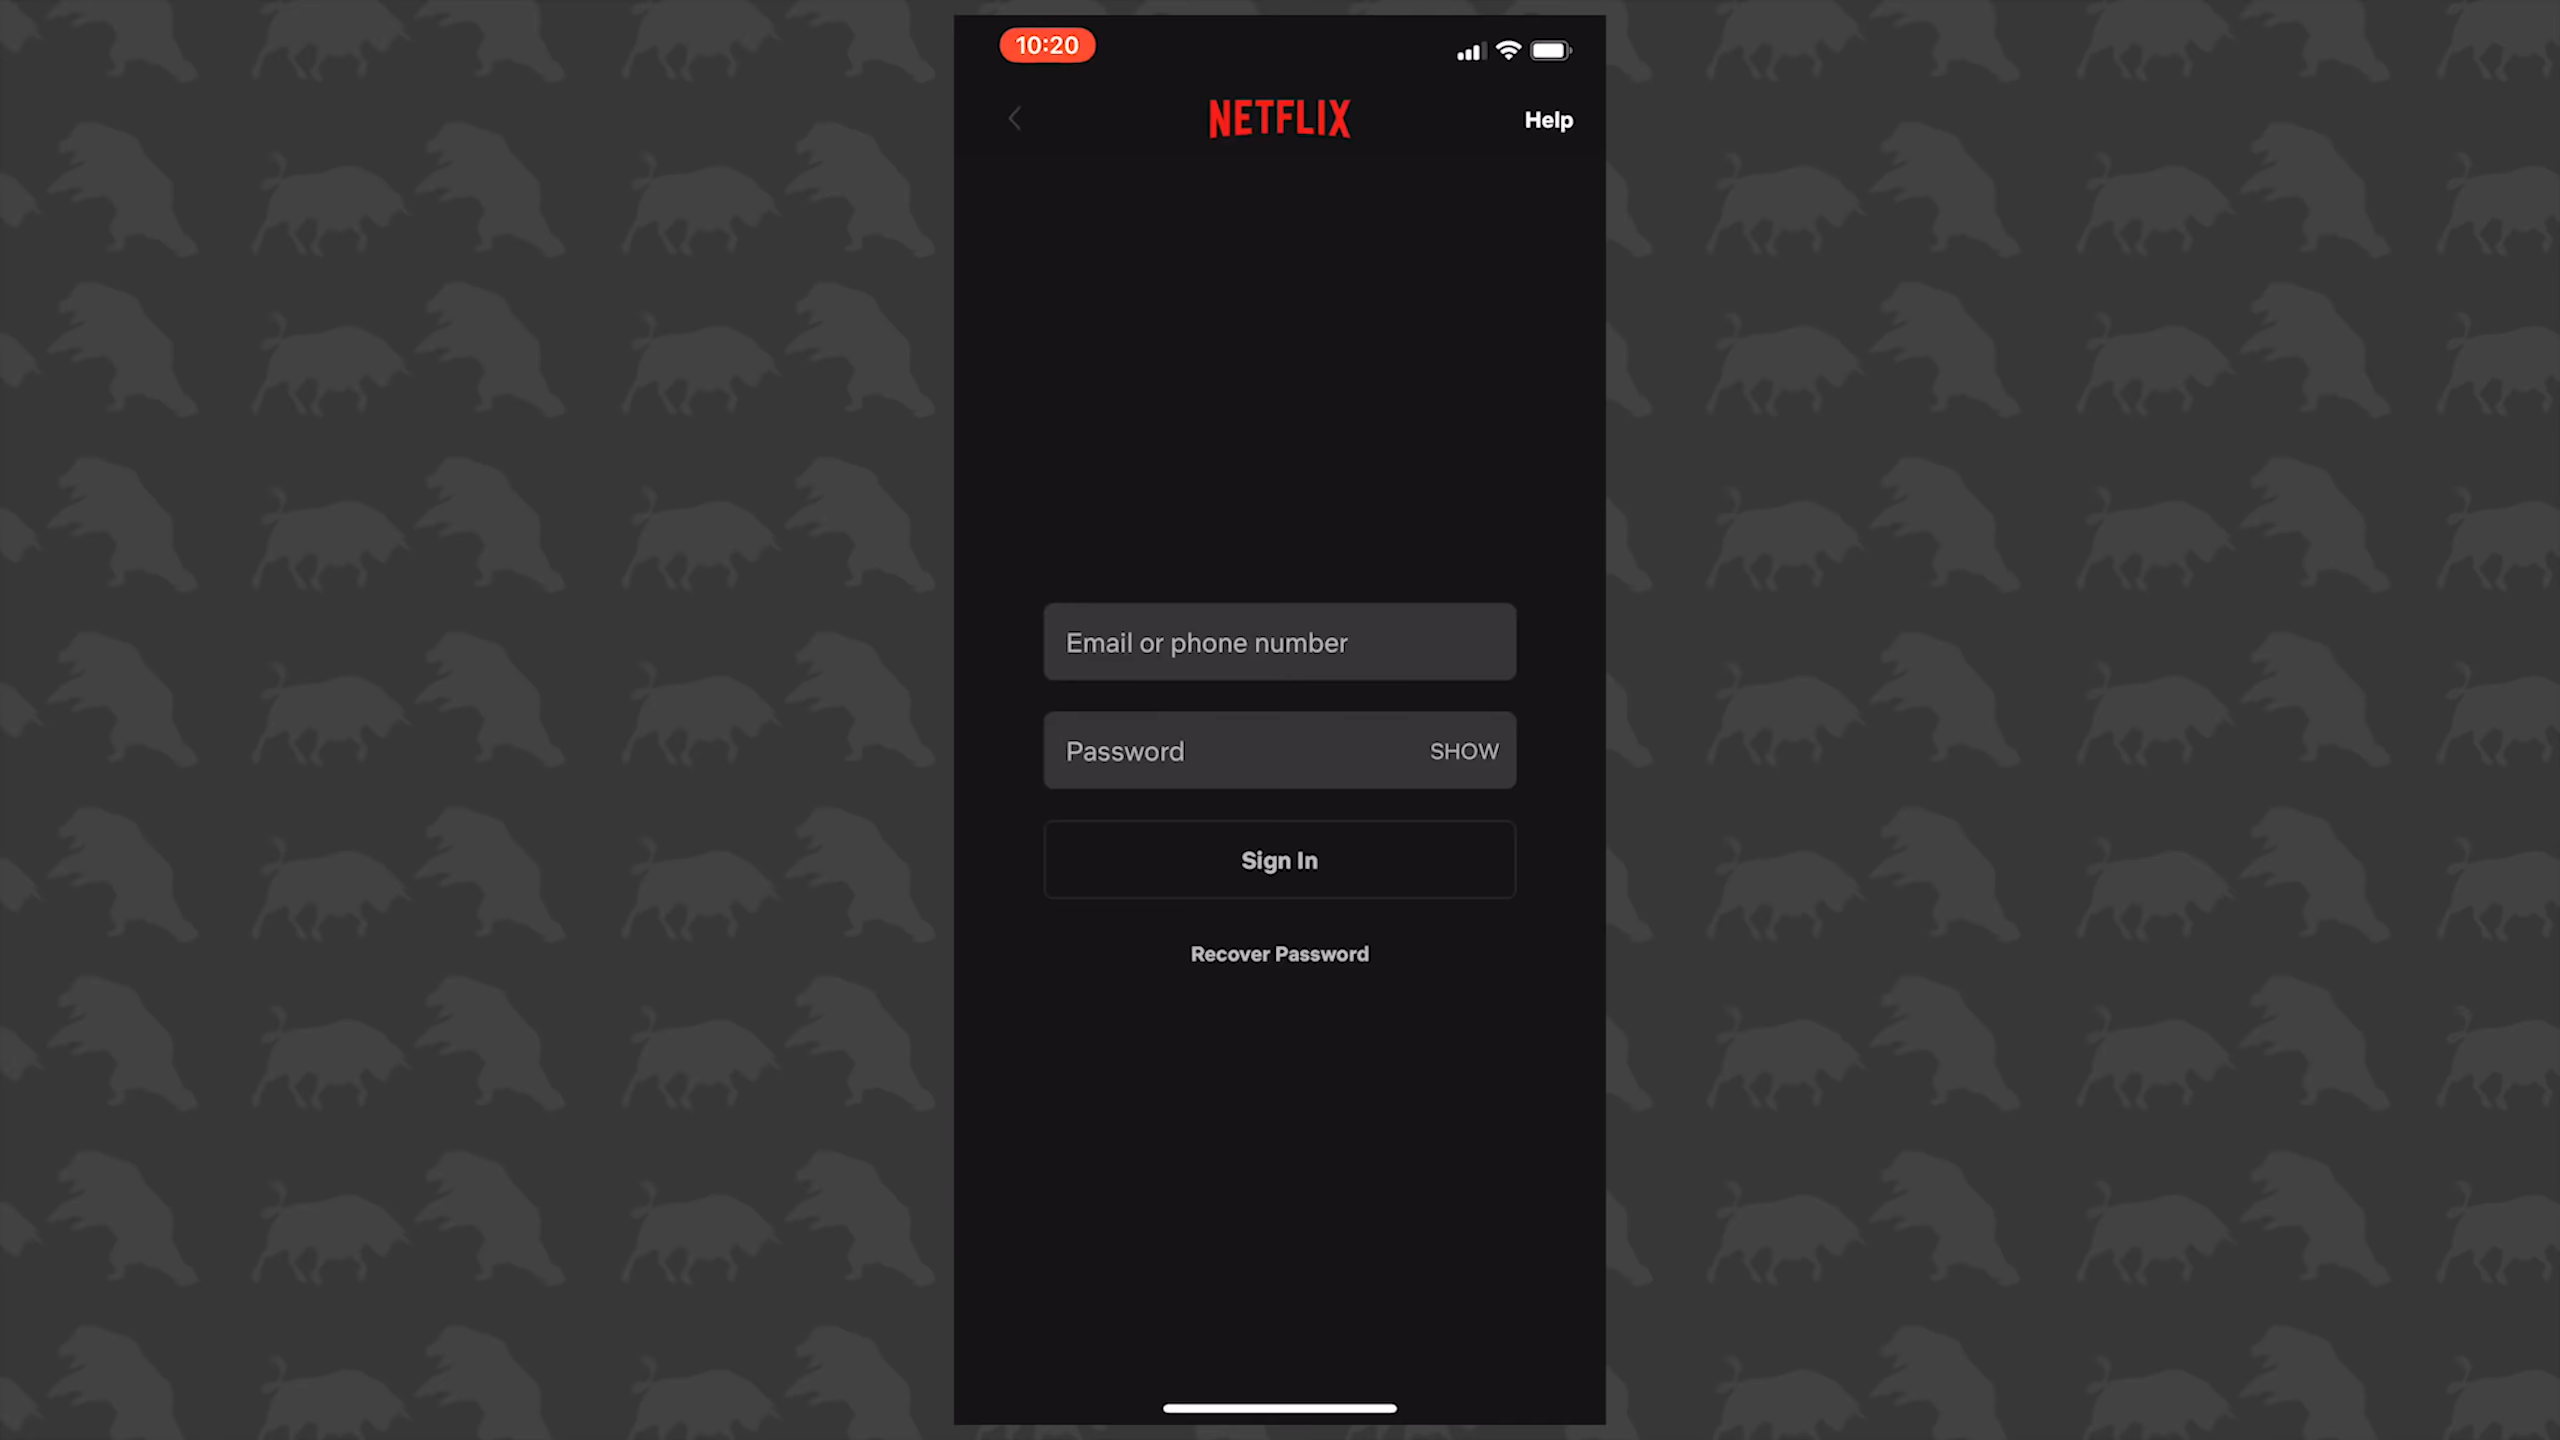 10:20
NETFLIX
Help
Email or phone number
Password
SHOW
Sign In
Recover Password